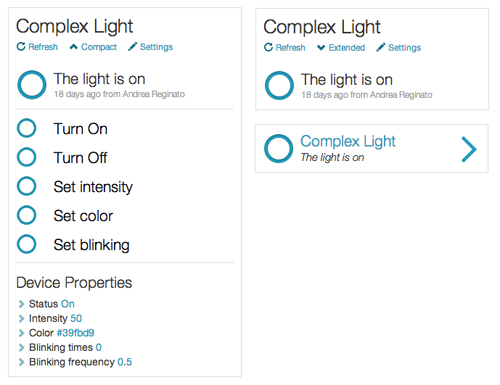 Complex Light
Refresh Compact Settings
The light is on
18 days ago from Andrea Reginato
Turn On
Turn Off
Set intensity
Set color
Set blinking
Device Properties
Status On
Intensity 50
Color #39fbd9
Blinking times 0
Blinking frequency 0.5
Complex Light
Refresh Extended Settings
The light is on
18 days ago from Andrea Reginato
Complex Light
The light is on